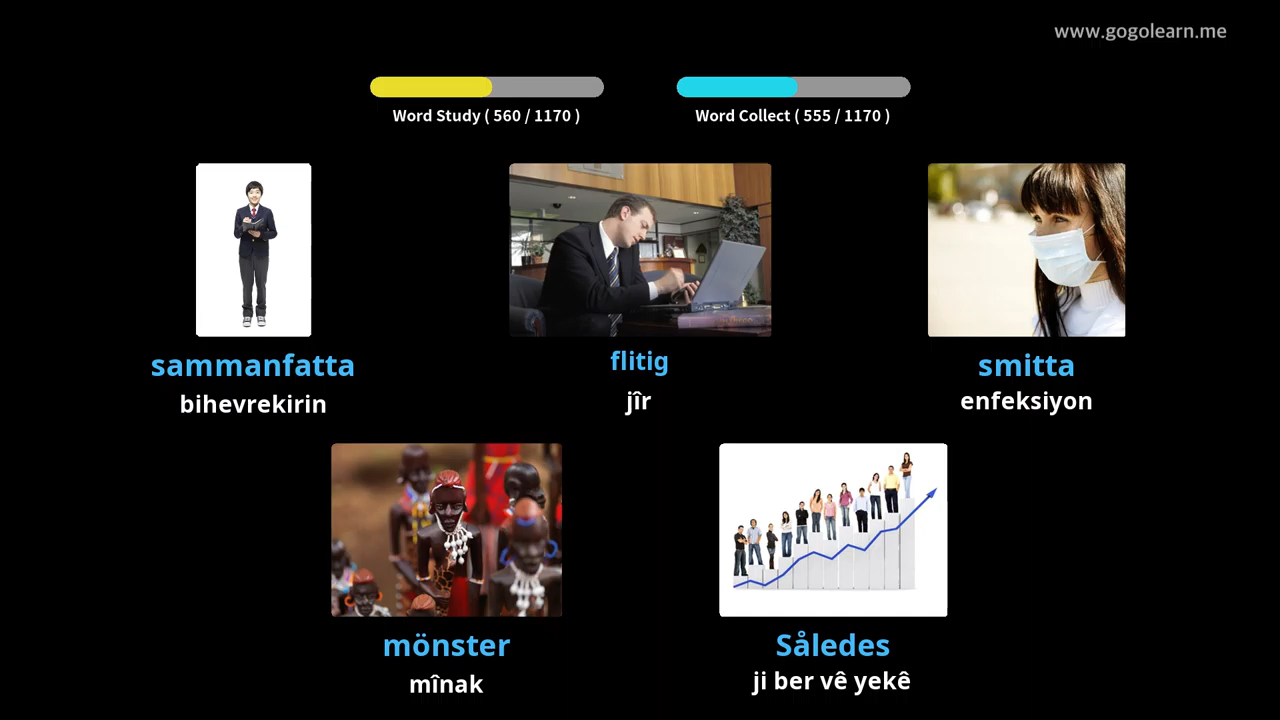 www.gogolearn.me
Word Study ( 560 / 1170 )
Word Collect ( 555 / 1170 )
sammanfatta
bihevrekirin
flitig
jîr
smitta
enfeksiyon
mönster
mînak
Således
ji ber vê yekê